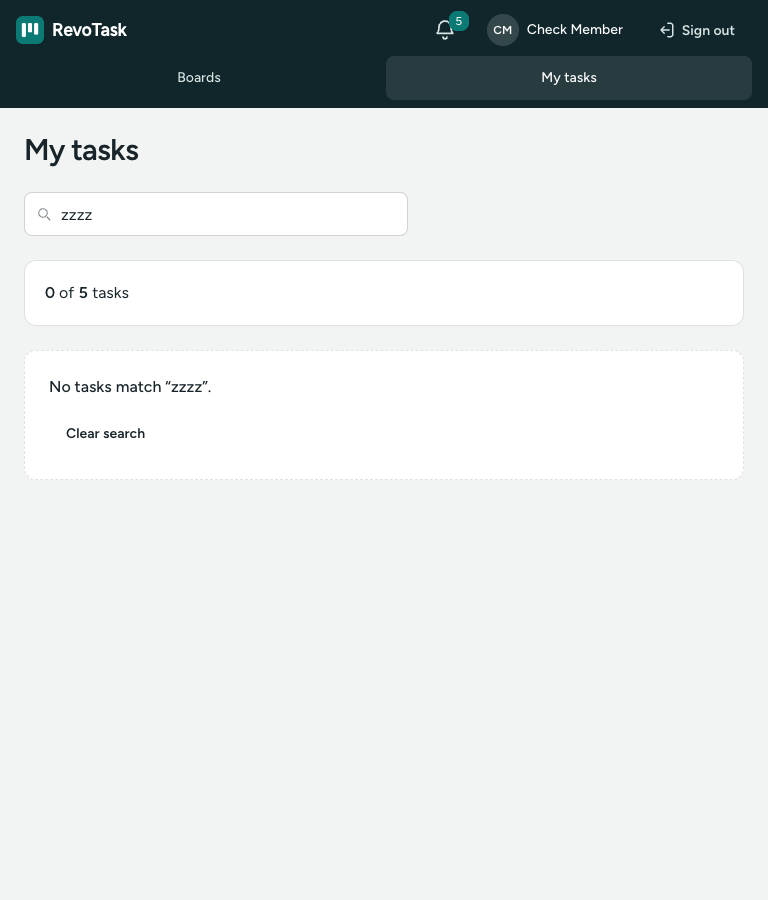 RevoTask
5
CM
Check Member
Sign out
Boards
My tasks
My tasks
zzzz
0 of 5 tasks
No tasks match “zzzz”.
Clear search